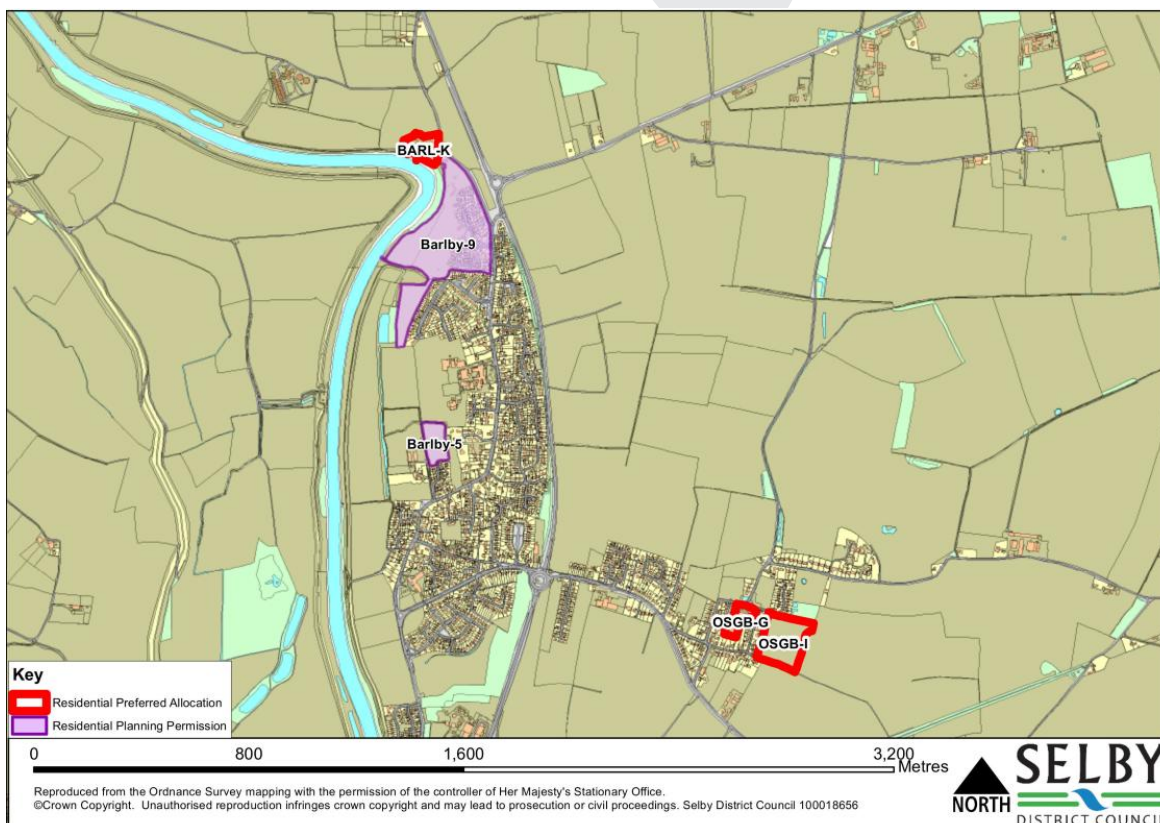 BARL-K
Barlby-9
Barlby-5
OSGB-G
OSGB-I
Key
Residential Preferred Allocation
Residential Planning Permission
0 800 1,600 3,200
Metres
Reproduced from the Ordnance Survey mapping with the permission of the controller of Her Majesty's Stationary Office.
©Crown Copyright. Unauthorised reproduction infringes crown copyright and may lead to prosecution or civil proceedings. Selby District Council 100018656
NORTH
SELBY
DISTRICT COUNCIL